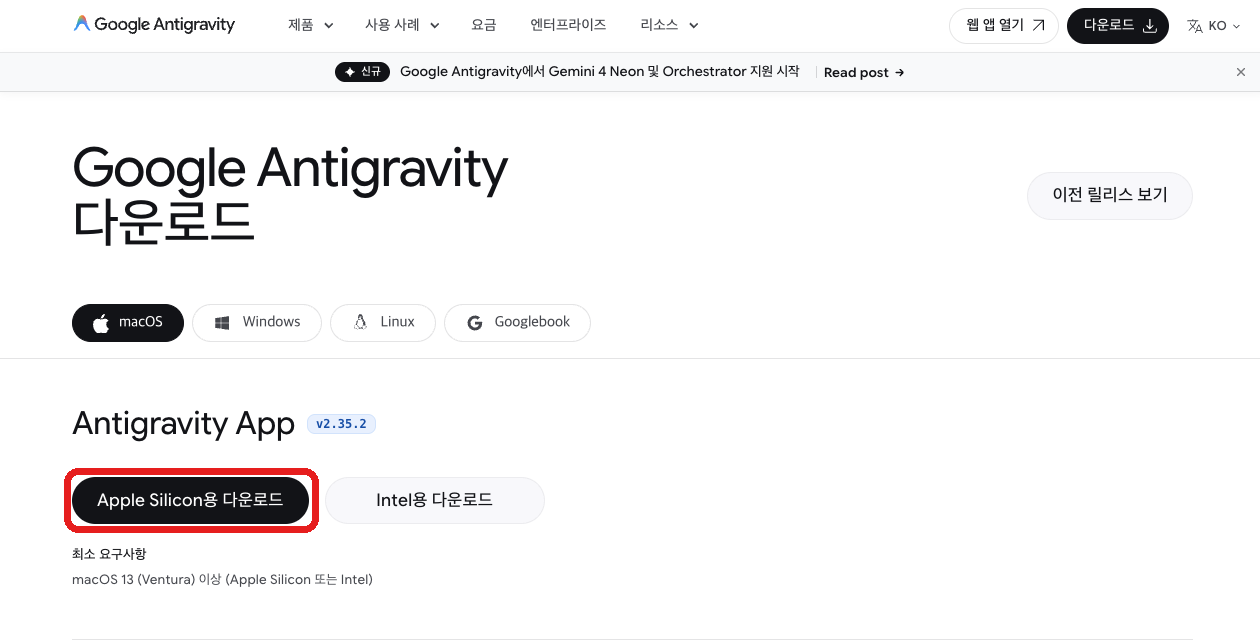 Google Antigravity
제품
사용 사례
요금
엔터프라이즈
리소스
웹 앱 열기
다운로드
KO
신규
Google Antigravity에서 Gemini 4 Neon 및 Orchestrator 지원 시작
Read post
Google Antigravity
다운로드
이전 릴리스 보기
macOS
Windows
Linux
Googlebook
Antigravity App
v2.35.2
Apple Silicon용 다운로드
Intel용 다운로드
최소 요구사항
macOS 13 (Ventura) 이상 (Apple Silicon 또는 Intel)